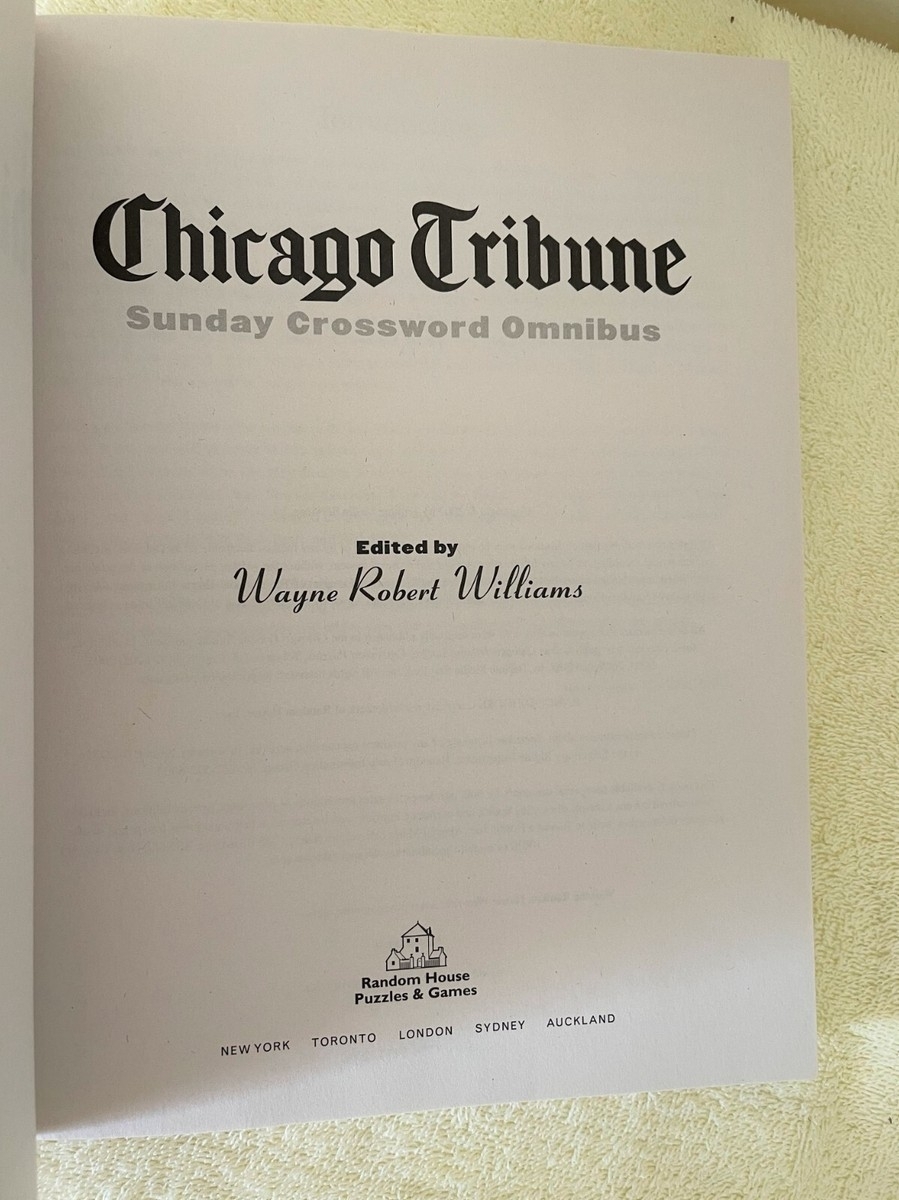 Chicago Tribune
Sunday Crossword Omnibus
Edited by
Wayne Robert Williams
Random House
Puzzles & Games
NEW YORK TORONTO LONDON SYDNEY AUCKLAND